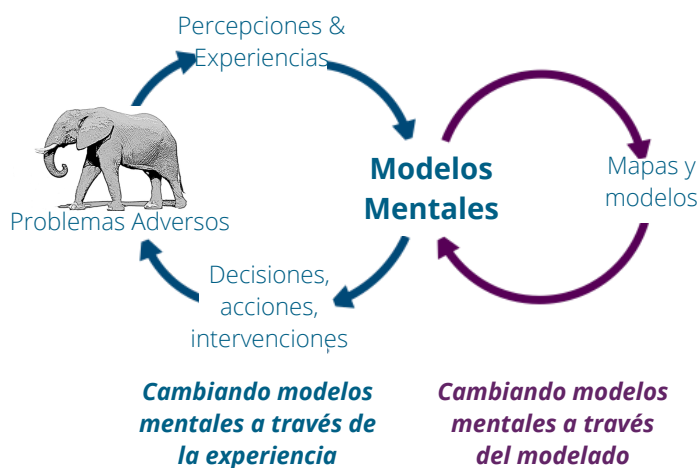 Percepciones &
Experiencias
Modelos
Mentales
Mapas y
modelos
Problemas Adversos
Decisiones,
acciones,
intervenciones
Cambiando modelos
mentales a través de
la experiencia
Cambiando modelos
mentales a través
del modelado